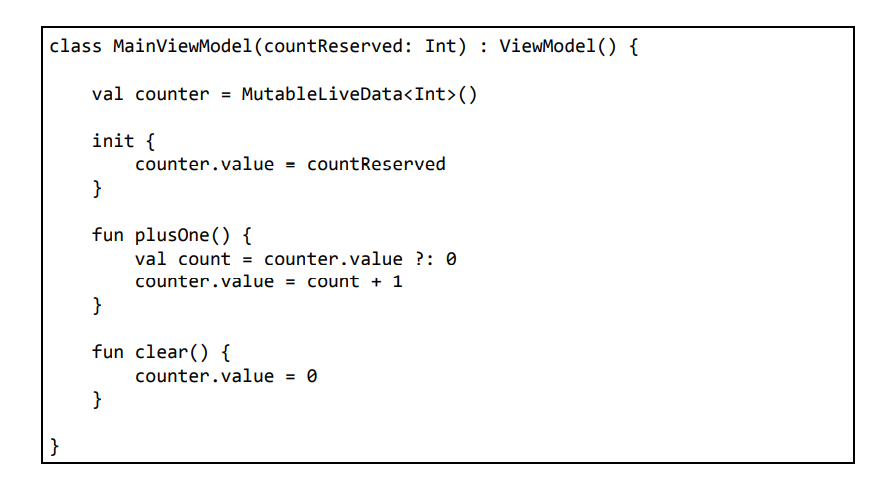 class MainViewModel(countReserved: Int) : ViewModel() {
    val counter = MutableLiveData<Int>()
    init {
        counter.value = countReserved
    }
    fun plusOne() {
        val count = counter.value ?: 0
        counter.value = count + 1
    }
    fun clear() {
        counter.value = 0
    }
}